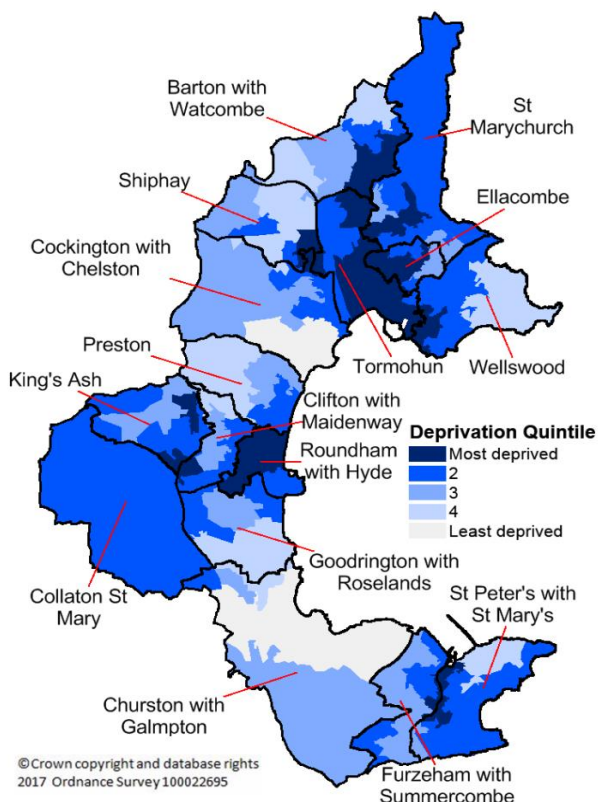 Barton with
Watcombe
St
Marychurch
Shiphay
Ellacombe
Cockington with
Chelston
Preston
Tormohun
Wellswood
King's Ash
Clifton with
Maidenway
Roundham
with Hyde
Deprivation Quintile
Most deprived
2
3
4
Least deprived
Goodrington with
Roselands
Collaton St
Mary
St Peter's with
St Mary's
Churston with
Galmpton
Furzeham with
Summercombe
©Crown copyright and database rights
2017 Ordnance Survey 100022695